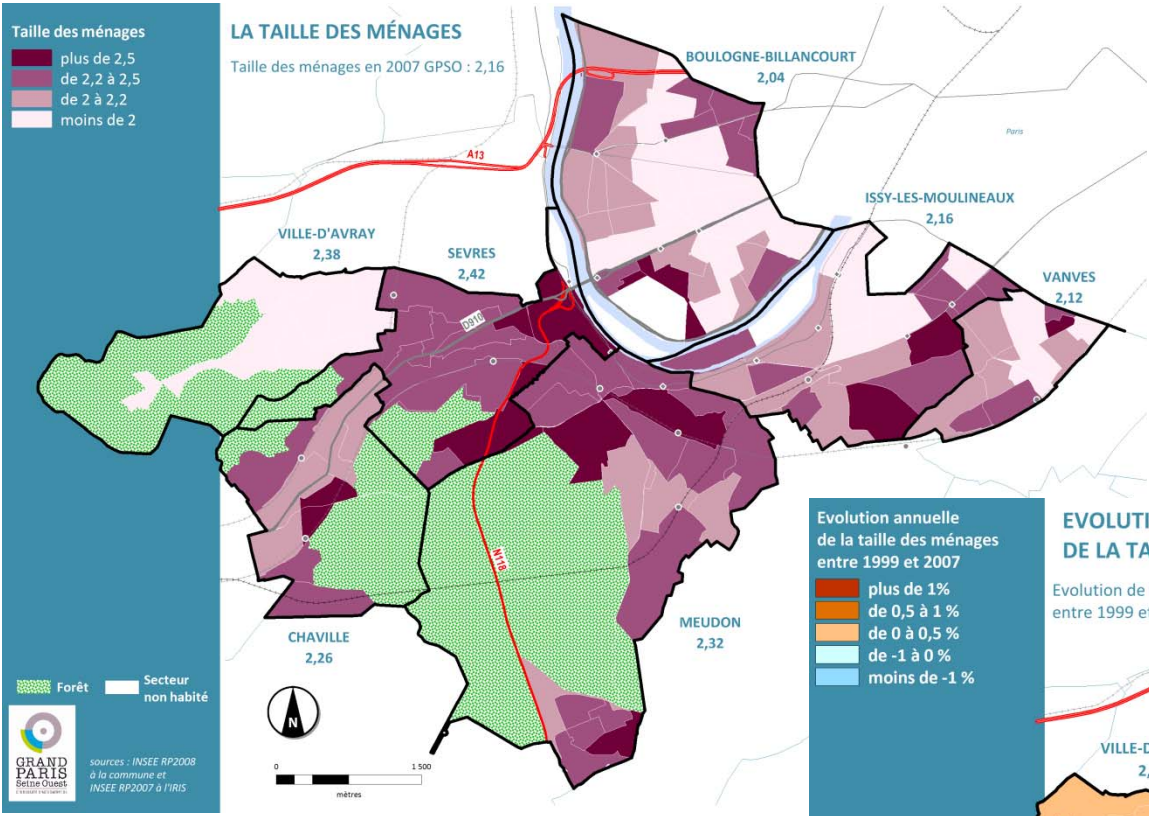 Taille des ménages
plus de 2,5
de 2,2 à 2,5
de 2 à 2,2
moins de 2
LA TAILLE DES MÉNAGES
Taille des ménages en 2007 GPSO : 2,16
BOULOGNE-BILLANCOURT
2,04
Paris
A13
ISSY-LES-MOULINEAUX
2,16
VILLE-D'AVRAY
2,38
SEVRES
2,42
VANVES
2,12
D910
N118
CHAVILLE
2,26
MEUDON
2,32
Forêt
Secteur
non habité
N
0
1 500
mètres
GRAND
PARIS
Seine Ouest
sources : INSEE RP2008
à la commune et
INSEE RP2007 à l'IRIS
Evolution annuelle
de la taille des ménages
entre 1999 et 2007
plus de 1%
de 0,5 à 1 %
de 0 à 0,5 %
de -1 à 0 %
moins de -1 %
EVOLUTI
DE LA TA
Evolution de
entre 1999 et
VILLE-D
2,